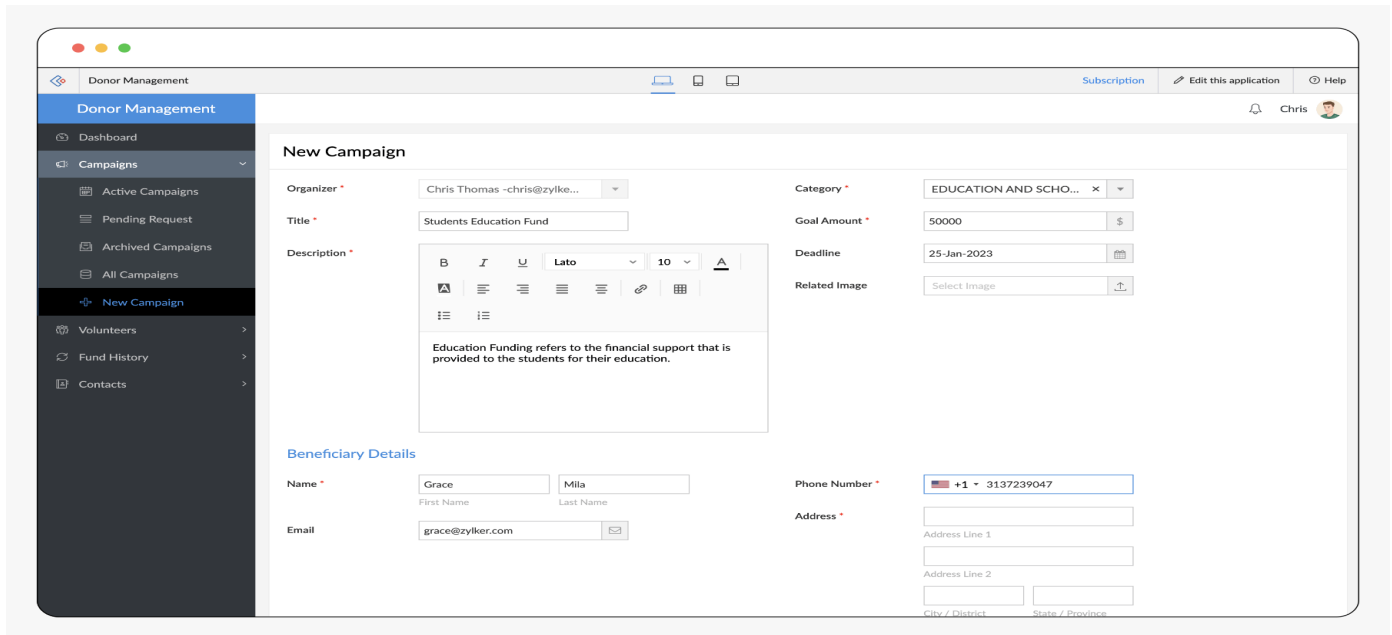 Donor Management
Subscription
Edit this application
Help
Donor Management
Chris
Dashboard
Campaigns
Active Campaigns
Pending Request
Archived Campaigns
All Campaigns
New Campaign
Volunteers
Fund History
Contacts
New Campaign
Organizer *
Chris Thomas -chris@zylke...
Category *
EDUCATION AND SCHO... ×
Title *
Students Education Fund
Goal Amount *
50000 $
Description *
B I U Lato 10 A
A
Education Funding refers to the financial support that is
provided to the students for their education.
Deadline
25-Jan-2023
Related Image
Select Image
Beneficiary Details
Name *
Grace
Mila
First Name
Last Name
Phone Number *
+1 3137239047
Email
grace@zylker.com
Address *
Address Line 1
Address Line 2
City / District
State / Province